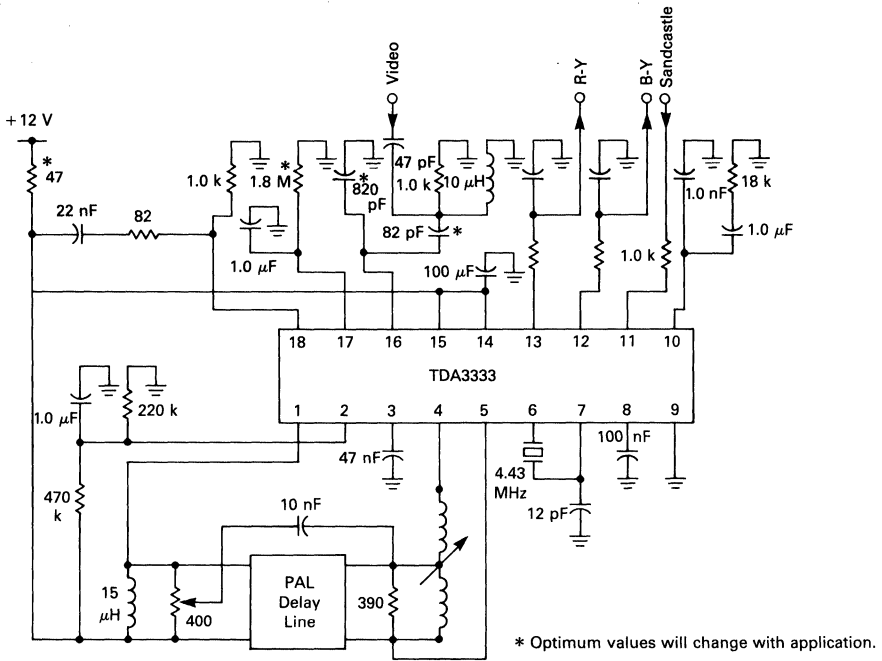 Video
R-Y
B-Y
Sandcastle
+12 V
*
47
22 nF
82
1.0 k
1.8 M
*
*
820
pF
47 pF
1.0 k
10 μH
82 pF
*
1.0 μF
100 μF
1.0 nF
18 k
1.0 k
1.0 μF
18 17 16 15 14 13 12 11 10
TDA3333
1 2 3 4 5 6 7 8 9
1.0 μF
220 k
47 nF
4.43
MHz
100 nF
12 pF
470
k
10 nF
15
μH
400
PAL
Delay
Line
390
* Optimum values will change with application.